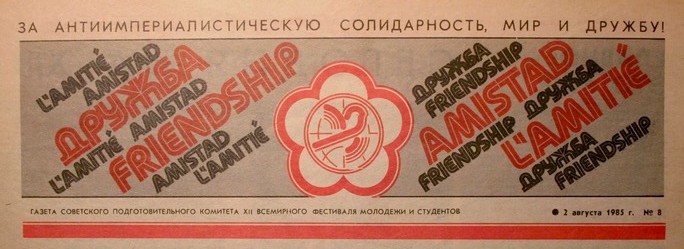 ЗА АНТИИМПЕРИАЛИСТИЧЕСКУЮ СОЛИДАРНОСТЬ, МИР И ДРУЖБУ!
L'AMITIÉ
AMISTAD
ДРУЖБА
AMISTAD
FRIENDSHIP
L'AMITIÉ
AMISTAD
L'AMITIÉ
ДРУЖБА
FRIENDSHIP
AMISTAD
ДРУЖБА
FRIENDSHIP
L'AMITIÉ
ДРУЖБА
FRIENDSHIP
ГАЗЕТА СОВЕТСКОГО ПОДГОТОВИТЕЛЬНОГО КОМИТЕТА XII ВСЕМИРНОГО ФЕСТИВАЛЯ МОЛОДЕЖИ И СТУДЕНТОВ
● 2 августа 1985 г. № 8